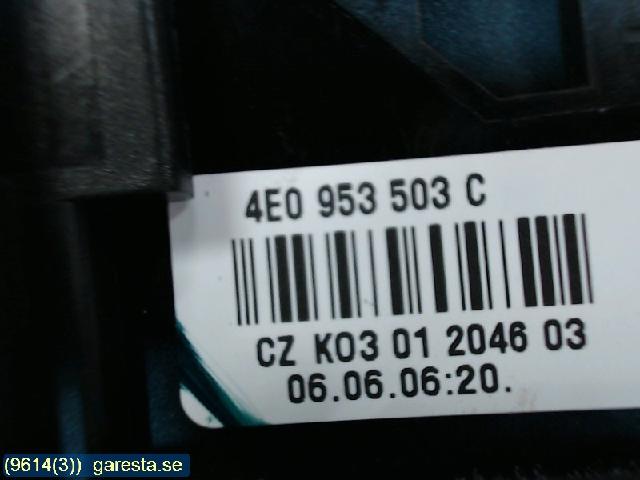 4E0 953 503 C
CZ K03 01 2046 03
06.06.06:20.
(9614(3)) garesta.se